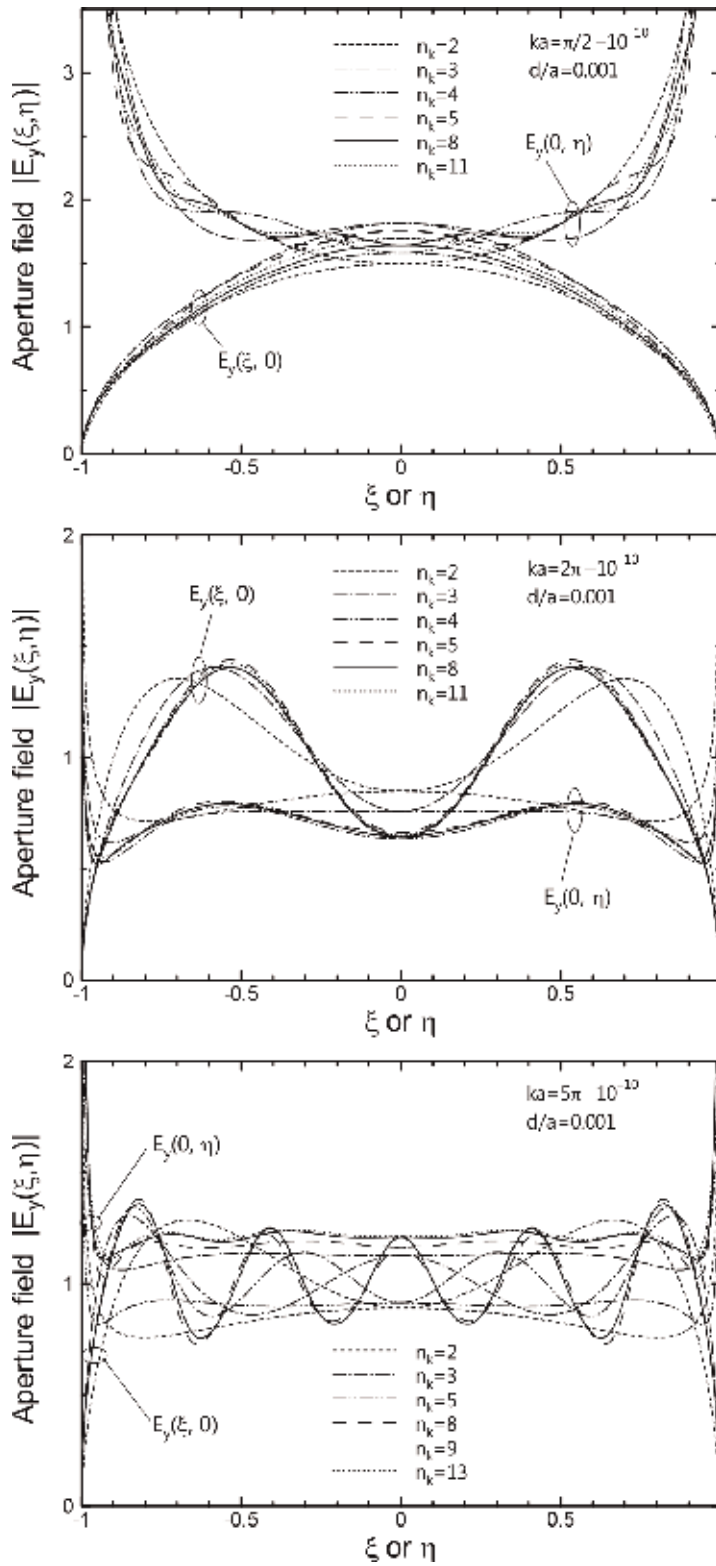 3
2
1
0
Aperture field |E_y(ξ,η)|
n_k=2
n_k=3
n_k=4
n_k=5
n_k=8
n_k=11
ka=π/2−10^-10
d/a=0.001
E_y(0, η)
E_y(ξ, 0)
-1 -0.5 0 0.5
ξ or η
2
1
0
Aperture field |E_y(ξ,η)|
E_y(ξ, 0)
n_k=2
n_k=3
n_k=4
n_k=5
n_k=8
n_k=11
ka=2π−10^-10
d/a=0.001
E_y(0, η)
-1 -0.5 0 0.5
ξ or η
2
1
0
Aperture field |E_y(ξ,η)|
ka=5π 10^-10
d/a=0.001
E_y(0, η)
E_y(ξ, 0)
n_k=2
n_k=3
n_k=5
n_k=8
n_k=9
n_k=13
-1 -0.5 0 0.5
ξ or η